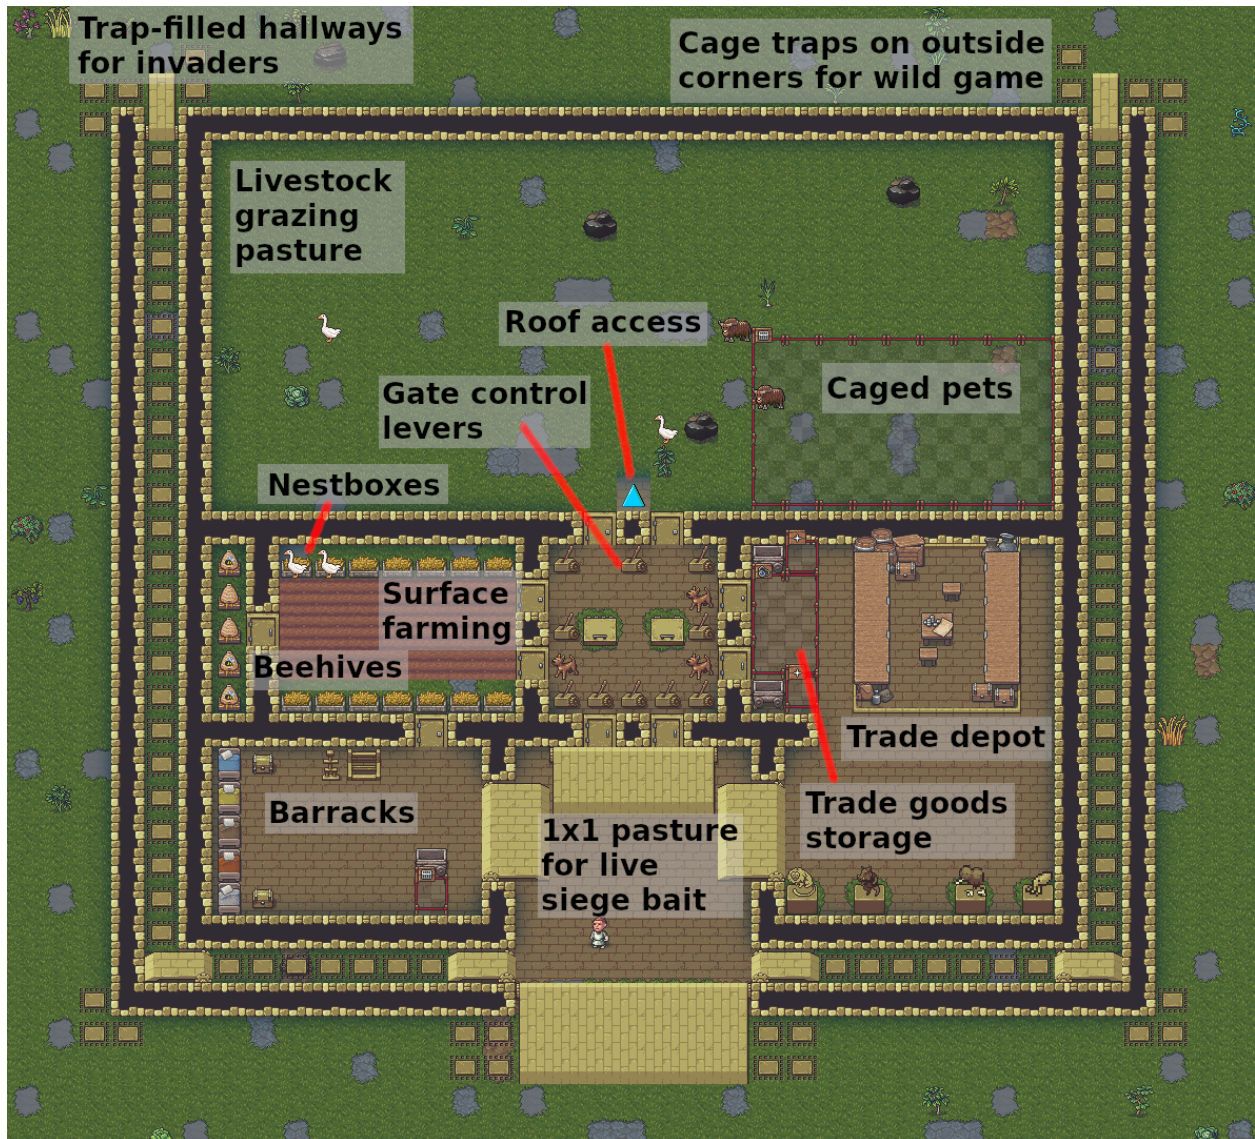 Trap-filled hallways
for invaders
Cage traps on outside
corners for wild game
Livestock
grazing
pasture
Roof access
Gate control
levers
Caged pets
Nestboxes
Surface
farming
Beehives
Trade depot
Barracks
Trade goods
storage
1x1 pasture
for live
siege bait